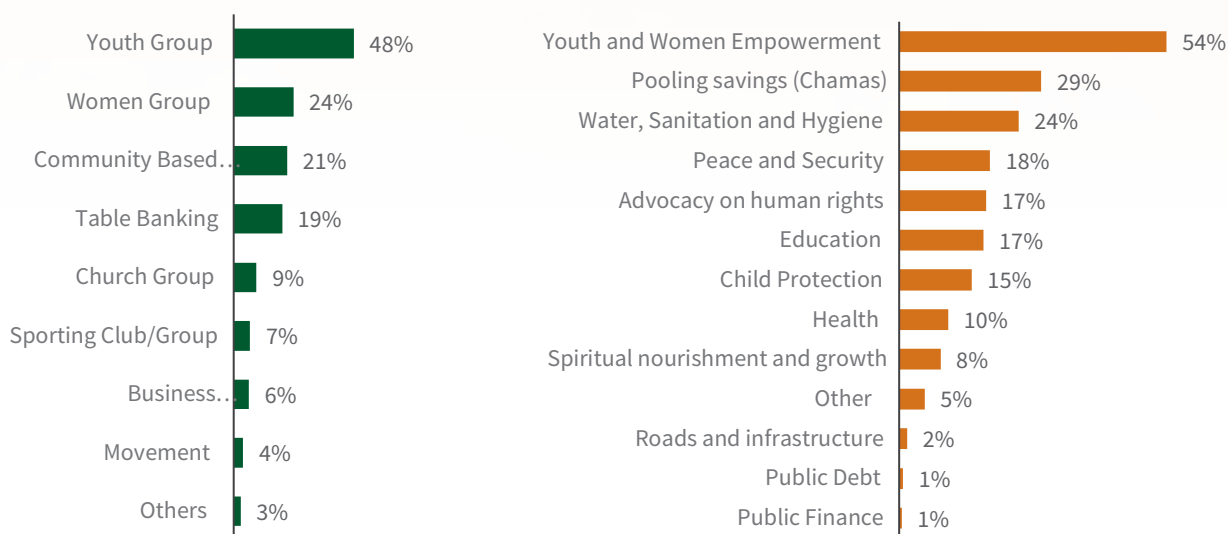 Youth Group 48%
Women Group 24%
Community Based... 21%
Table Banking 19%
Church Group 9%
Sporting Club/Group 7%
Business... 6%
Movement 4%
Others 3%
Youth and Women Empowerment 54%
Pooling savings (Chamas) 29%
Water, Sanitation and Hygiene 24%
Peace and Security 18%
Advocacy on human rights 17%
Education 17%
Child Protection 15%
Health 10%
Spiritual nourishment and growth 8%
Other 5%
Roads and infrastructure 2%
Public Debt 1%
Public Finance 1%